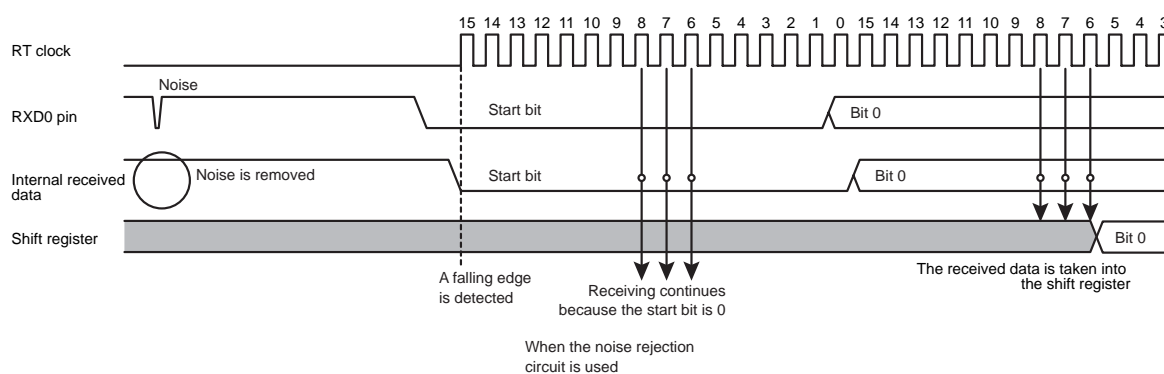 15 14 13 12 11 10 9 8 7 6 5 4 3 2 1 0 15 14 13 12 11 10 9 8 7 6 5 4 3
RT clock
Noise
RXD0 pin
Start bit
Bit 0
Internal received
data
Noise is removed
Start bit
Bit 0
Shift register
Bit 0
A falling edge
is detected
Receiving continues
because the start bit is 0
The received data is taken into
the shift register
When the noise rejection
circuit is used